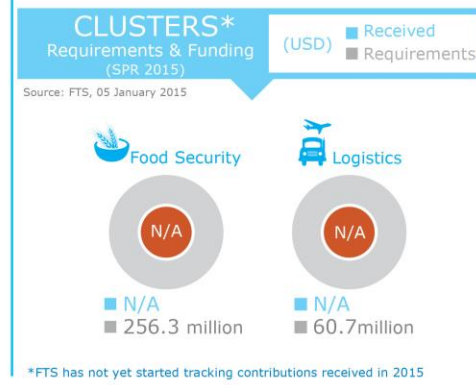 CLUSTERS*
Requirements & Funding
(SPR 2015)
(USD)
Received
Requirements
Source: FTS, 05 January 2015
Food Security
Logistics
N/A
N/A
N/A
256.3 million
N/A
60.7million
*FTS has not yet started tracking contributions received in 2015